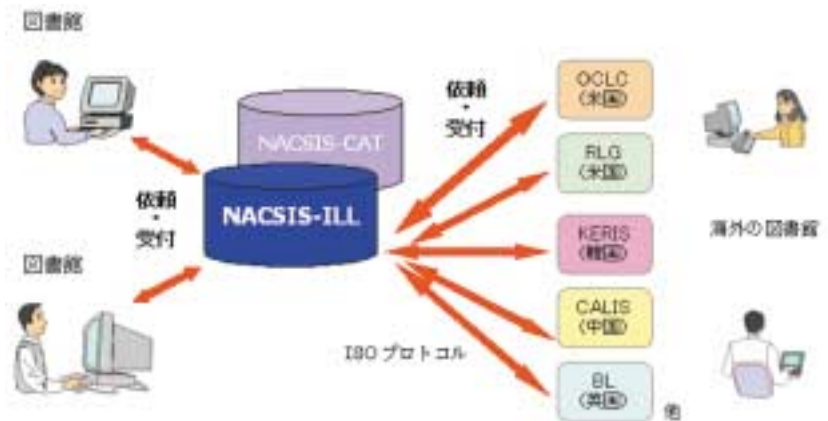 図書館
依頼
・
受付
図書館
NACSIS-CAT
NACSIS-ILL
依頼
・
受付
ISO プロトコル
OCLC
(米国)
RLG
(米国)
KERIS
(韓国)
CALIS
(中国)
BL
(英国)
他
海外の図書館